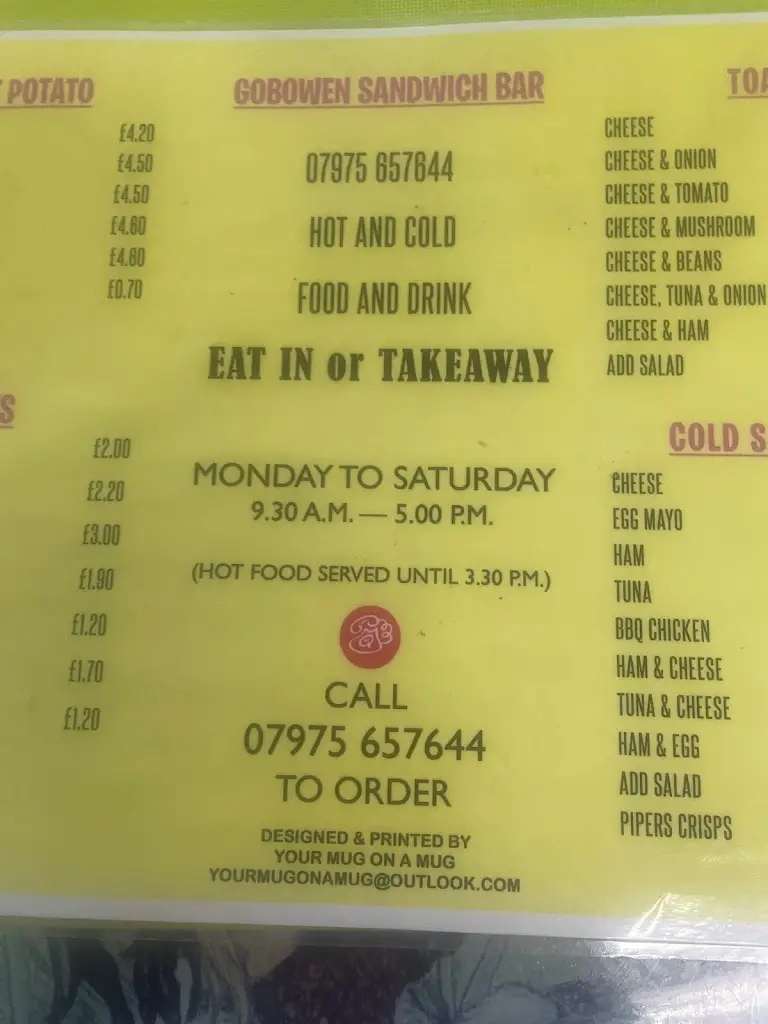 POTATO
£4.20
£4.50
£4.50
£4.60
£4.60
£0.70
S
£2.00
£2.20
£3.00
£1.90
£1.20
£1.70
£1.20
GOBOWEN SANDWICH BAR
07975 657644
HOT AND COLD
FOOD AND DRINK
EAT IN or TAKEAWAY
MONDAY TO SATURDAY
9.30 A.M. — 5.00 P.M.
(HOT FOOD SERVED UNTIL 3.30 P.M.)
CALL
07975 657644
TO ORDER
DESIGNED & PRINTED BY
YOUR MUG ON A MUG
YOURMUGONAMUG@OUTLOOK.COM
TOA
CHEESE
CHEESE & ONION
CHEESE & TOMATO
CHEESE & MUSHROOM
CHEESE & BEANS
CHEESE, TUNA & ONION
CHEESE & HAM
ADD SALAD
COLD S
CHEESE
EGG MAYO
HAM
TUNA
BBQ CHICKEN
HAM & CHEESE
TUNA & CHEESE
HAM & EGG
ADD SALAD
PIPERS CRISPS